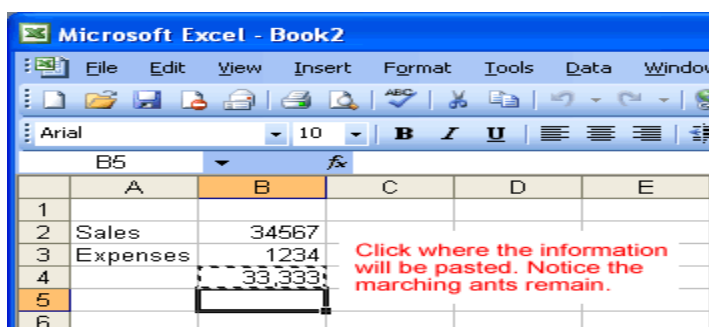 Microsoft Excel - Book2
File Edit View Insert Format Tools Data Window
ABC
Arial 10 B I U
B5 fx
A B C D E
1
2 Sales 34567
3 Expenses 1234
4 33,333
5
6
Click where the information
will be pasted. Notice the
marching ants remain.